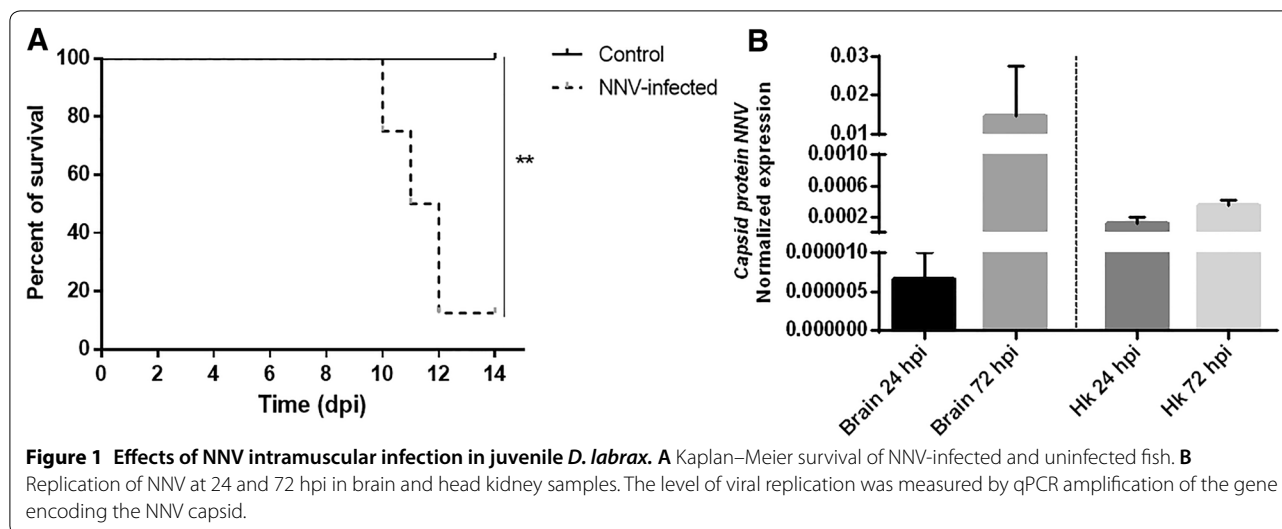 A
100
80
60
40
20
0
Percent of survival
0 2 4 6 8 10 12 14
Time (dpi)
Control
NNV-infected
**
B
Capsid protein NNV
Normalized expression
0.03
0.02
0.01
0.0010
0.0006
0.0002
0.000010
0.000005
0.000000
Brain 24 hpi
Brain 72 hpi
Hk 24 hpi
Hk 72 hpi
Figure 1 Effects of NNV intramuscular infection in juvenile D. labrax. A Kaplan–Meier survival of NNV-infected and uninfected fish. B
Replication of NNV at 24 and 72 hpi in brain and head kidney samples. The level of viral replication was measured by qPCR amplification of the gene
encoding the NNV capsid.